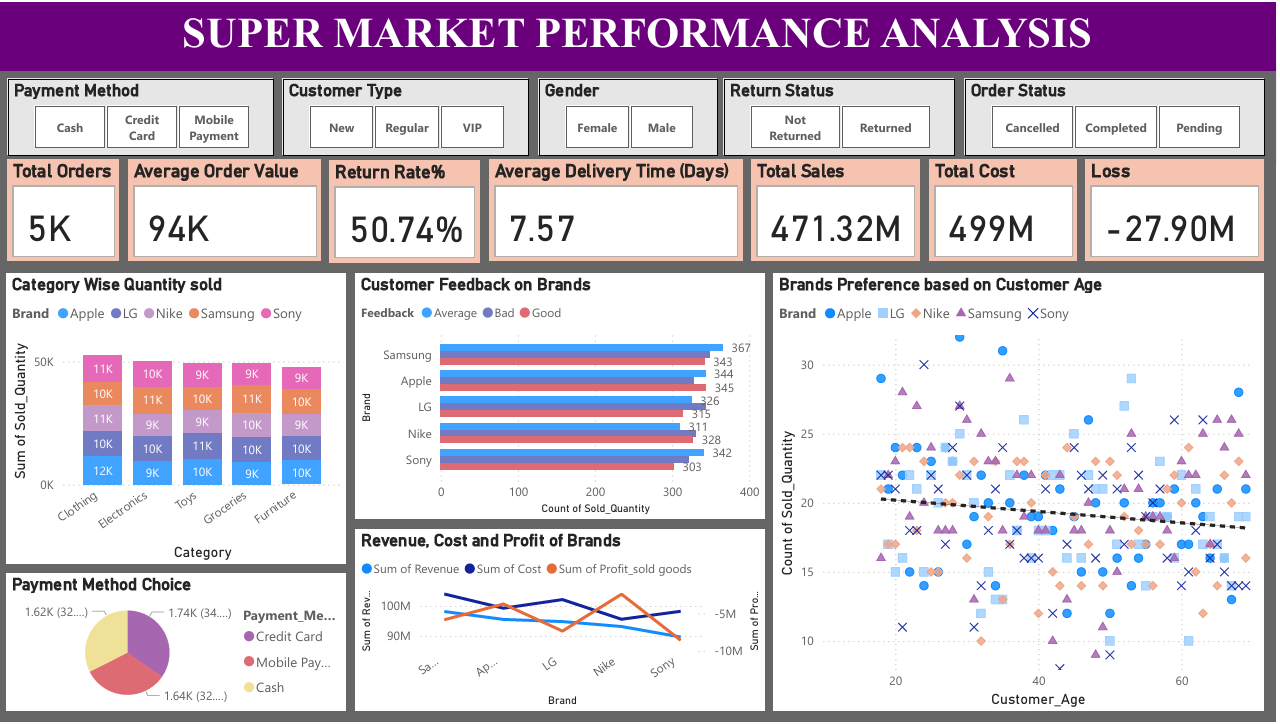 SUPER MARKET PERFORMANCE ANALYSIS
Payment Method
Cash
Credit
Card
Mobile
Payment
Customer Type
New
Regular
VIP
Gender
Female
Male
Return Status
Not
Returned
Returned
Order Status
Cancelled
Completed
Pending
Total Orders
5K
Average Order Value
94K
Return Rate%
50.74%
Average Delivery Time (Days)
7.57
Total Sales
471.32M
Total Cost
499M
Loss
-27.90M
Category Wise Quantity sold
Brand Apple LG Nike Samsung Sony
Sum of Sold_Quantity
50K
0K
11K 10K 9K 9K 9K
10K 11K 10K 11K 10K
11K 9K 9K 10K 9K
10K 10K 11K 10K 10K
12K 9K 10K 9K 10K
Clothing
Electronics
Toys
Groceries
Furniture
Category
Payment Method Choice
1.62K (32....)
1.74K (34....)
1.64K (32....)
Payment_Me...
Credit Card
Mobile Pay...
Cash
Customer Feedback on Brands
Feedback Average Bad Good
Brand
Samsung
367
343
Apple
344
345
LG
326
315
Nike
311
328
Sony
342
303
0 100 200 300 400
Count of Sold_Quantity
Revenue, Cost and Profit of Brands
Sum of Revenue Sum of Cost Sum of Profit_sold goods
Sum of Rev...
100M
90M
-5M
-10M
Sum of Pro...
Sa...
Ap...
LG
Nike
Sony
Brand
Brands Preference based on Customer Age
Brand Apple LG Nike Samsung Sony
Count of Sold_Quantity
30
25
20
15
10
20 40 60
Customer_Age